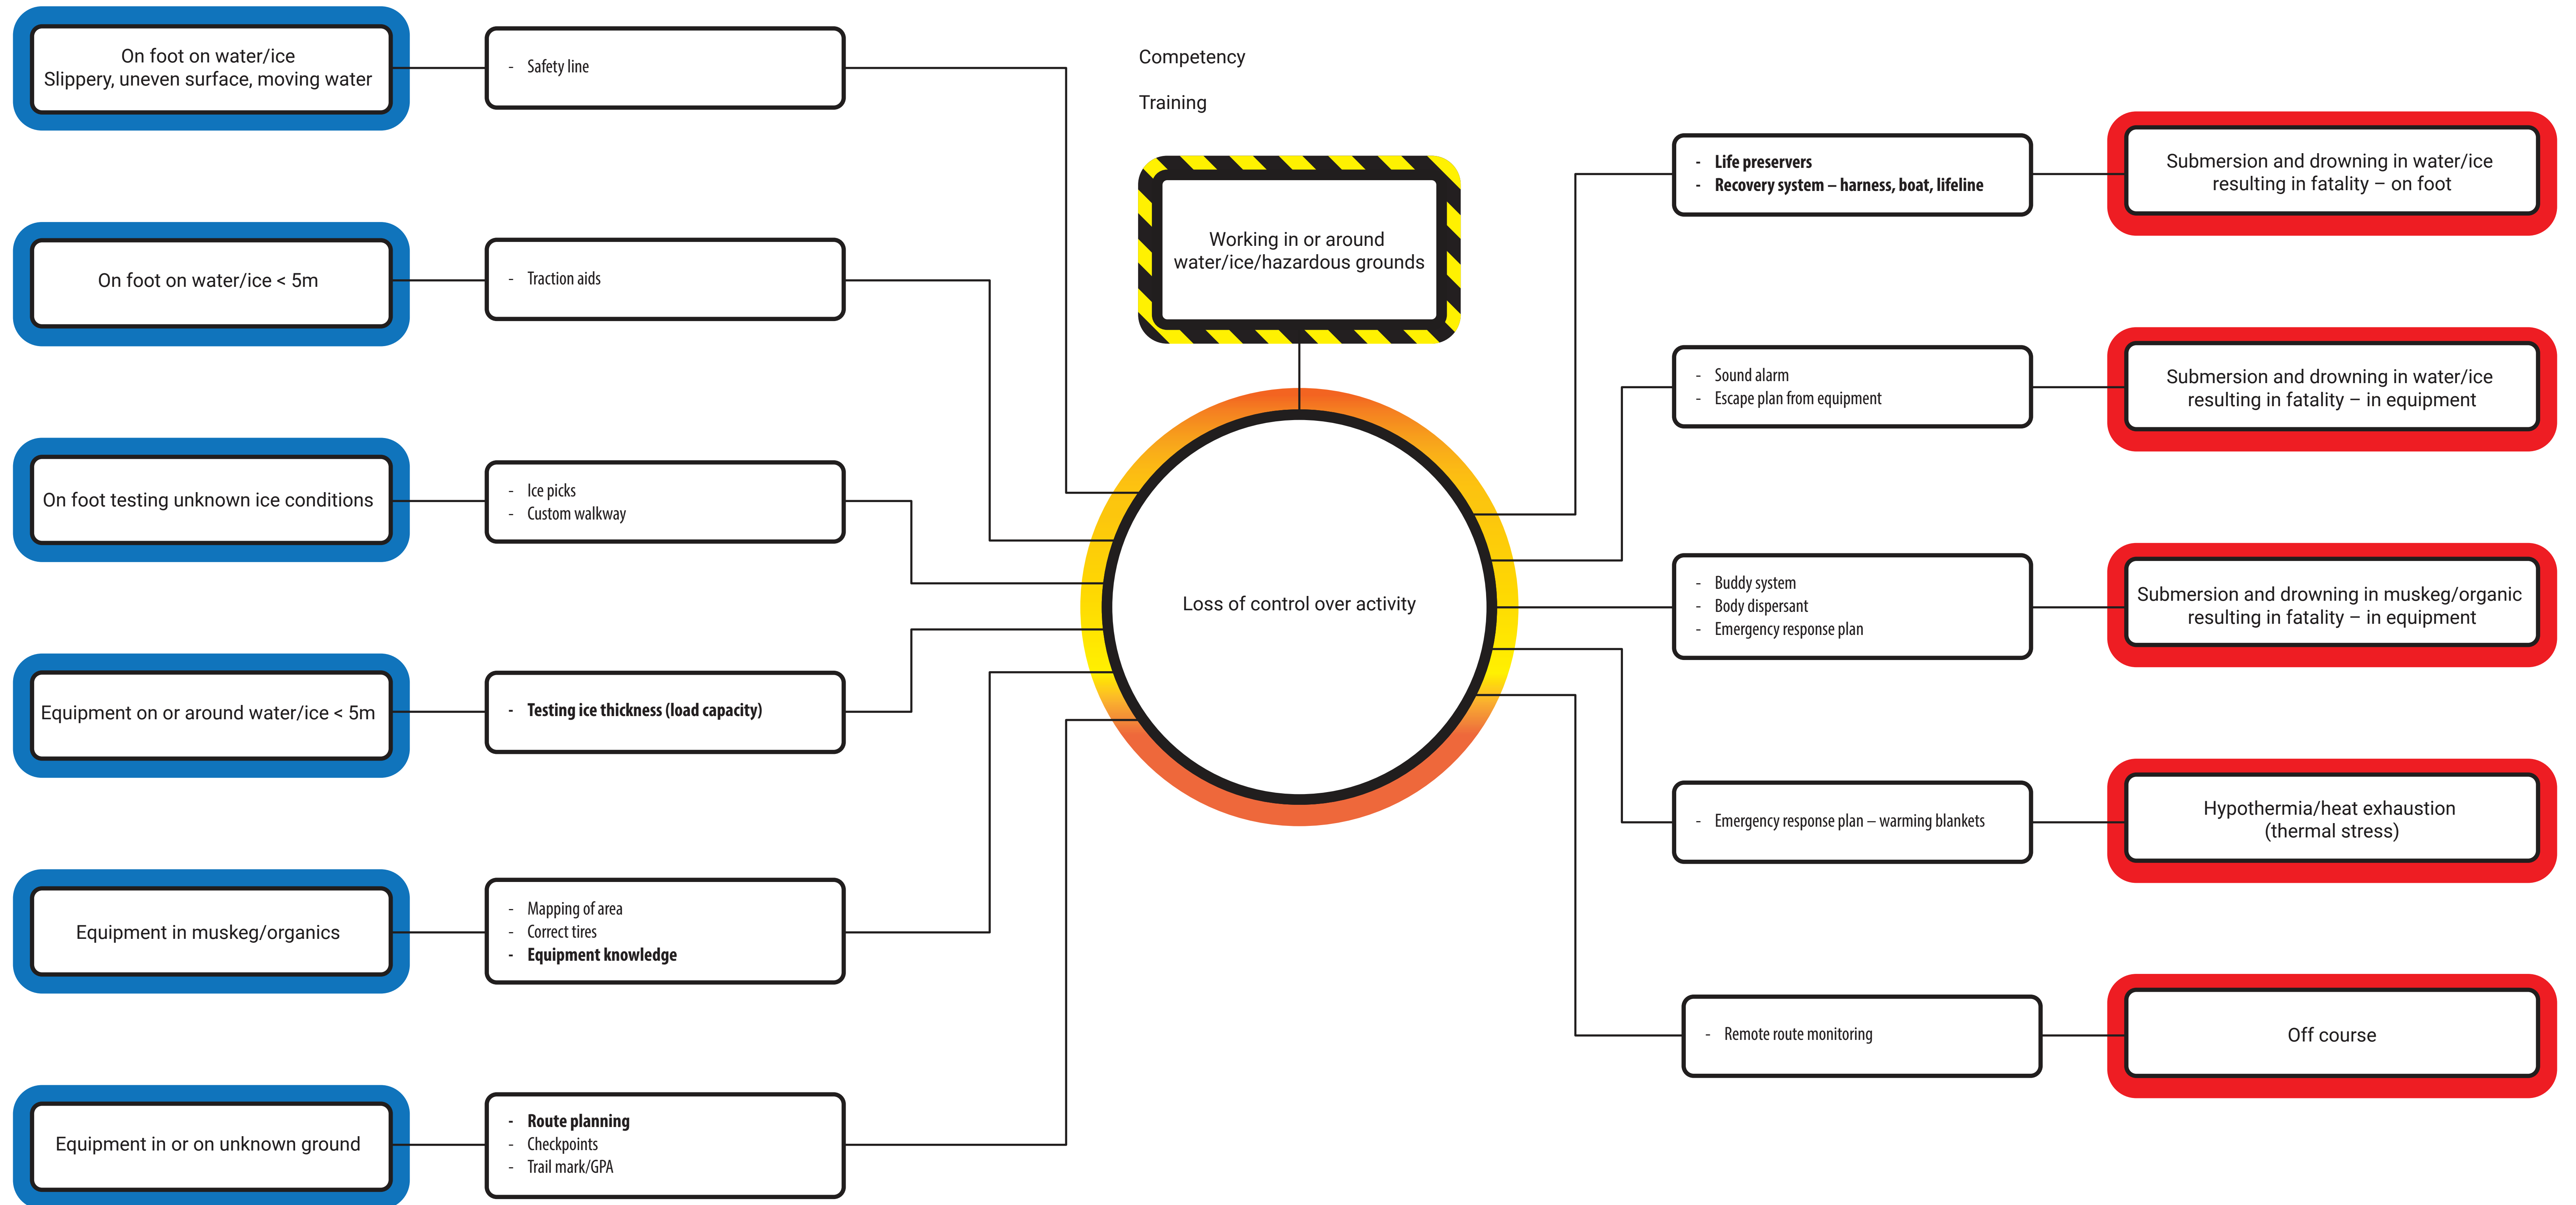 On foot on water/ice
Slippery, uneven surface, moving water
- Safety line
On foot on water/ice < 5m
- Traction aids
On foot testing unknown ice conditions
- Ice picks
- Custom walkway
Equipment on or around water/ice < 5m
- Testing ice thickness (load capacity)
Equipment in muskeg/organics
- Mapping of area
- Correct tires
- Equipment knowledge
Equipment in or on unknown ground
- Route planning
- Checkpoints
- Trail mark/GPA
Competency
Training
Working in or around
water/ice/hazardous grounds
Loss of control over activity
- Life preservers
- Recovery system – harness, boat, lifeline
Submersion and drowning in water/ice
resulting in fatality – on foot
- Sound alarm
- Escape plan from equipment
Submersion and drowning in water/ice
resulting in fatality – in equipment
- Buddy system
- Body dispersant
- Emergency response plan
Submersion and drowning in muskeg/organic
resulting in fatality – in equipment
- Emergency response plan – warming blankets
Hypothermia/heat exhaustion
(thermal stress)
- Remote route monitoring
Off course